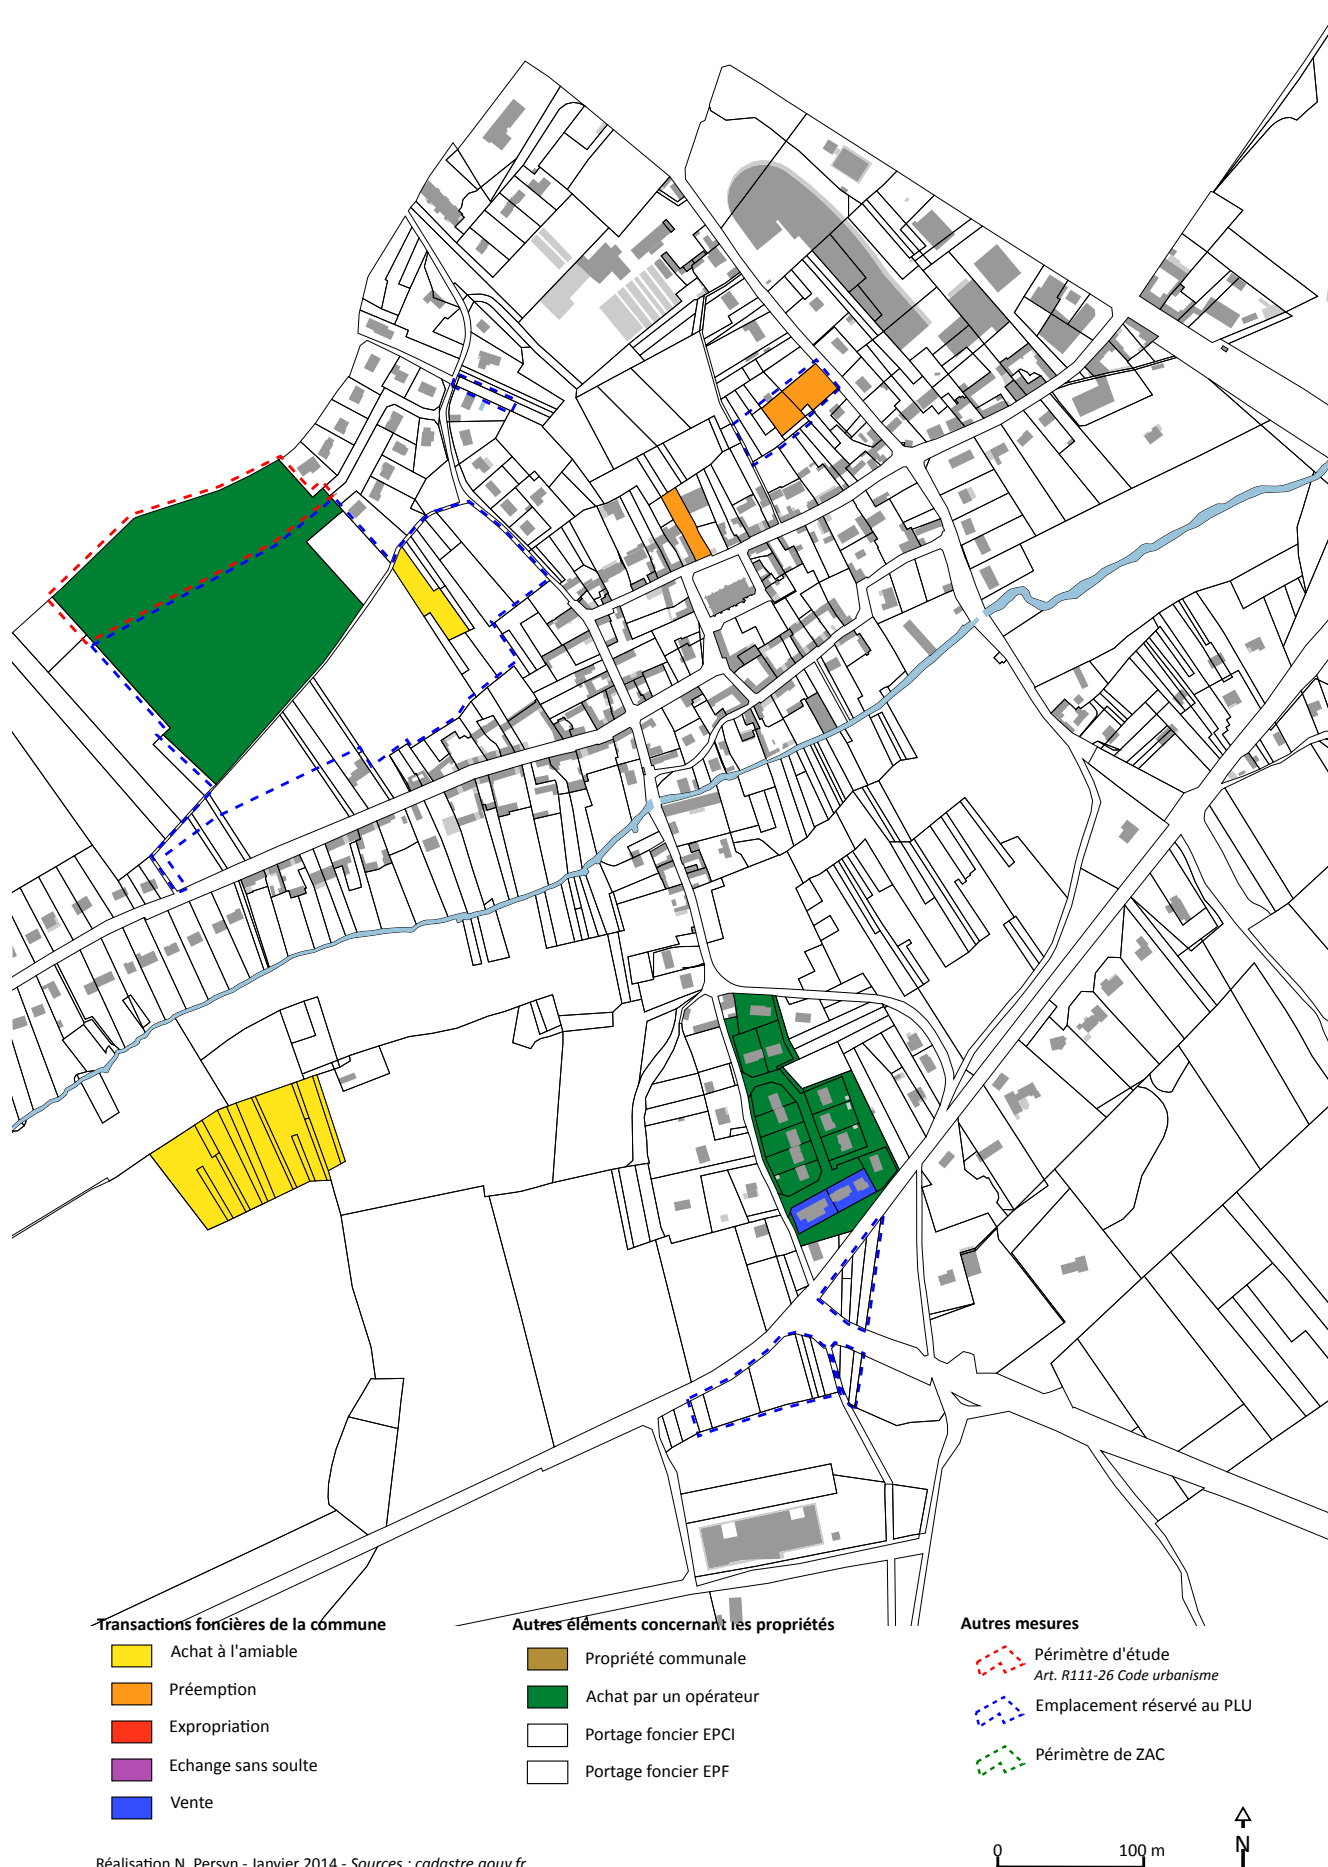 Transactions foncières de la commune
Achat à l'amiable
Préemption
Expropriation
Echange sans soulte
Vente
Autres éléments concernant les propriétés
Propriété communale
Achat par un opérateur
Portage foncier EPCI
Portage foncier EPF
Autres mesures
Périmètre d'étude
Art. R111-26 Code urbanisme
Emplacement réservé au PLU
Périmètre de ZAC
N
0 100 m
Réalisation N. Persyn - Janvier 2014 - Sources : cadastre.gouv.fr